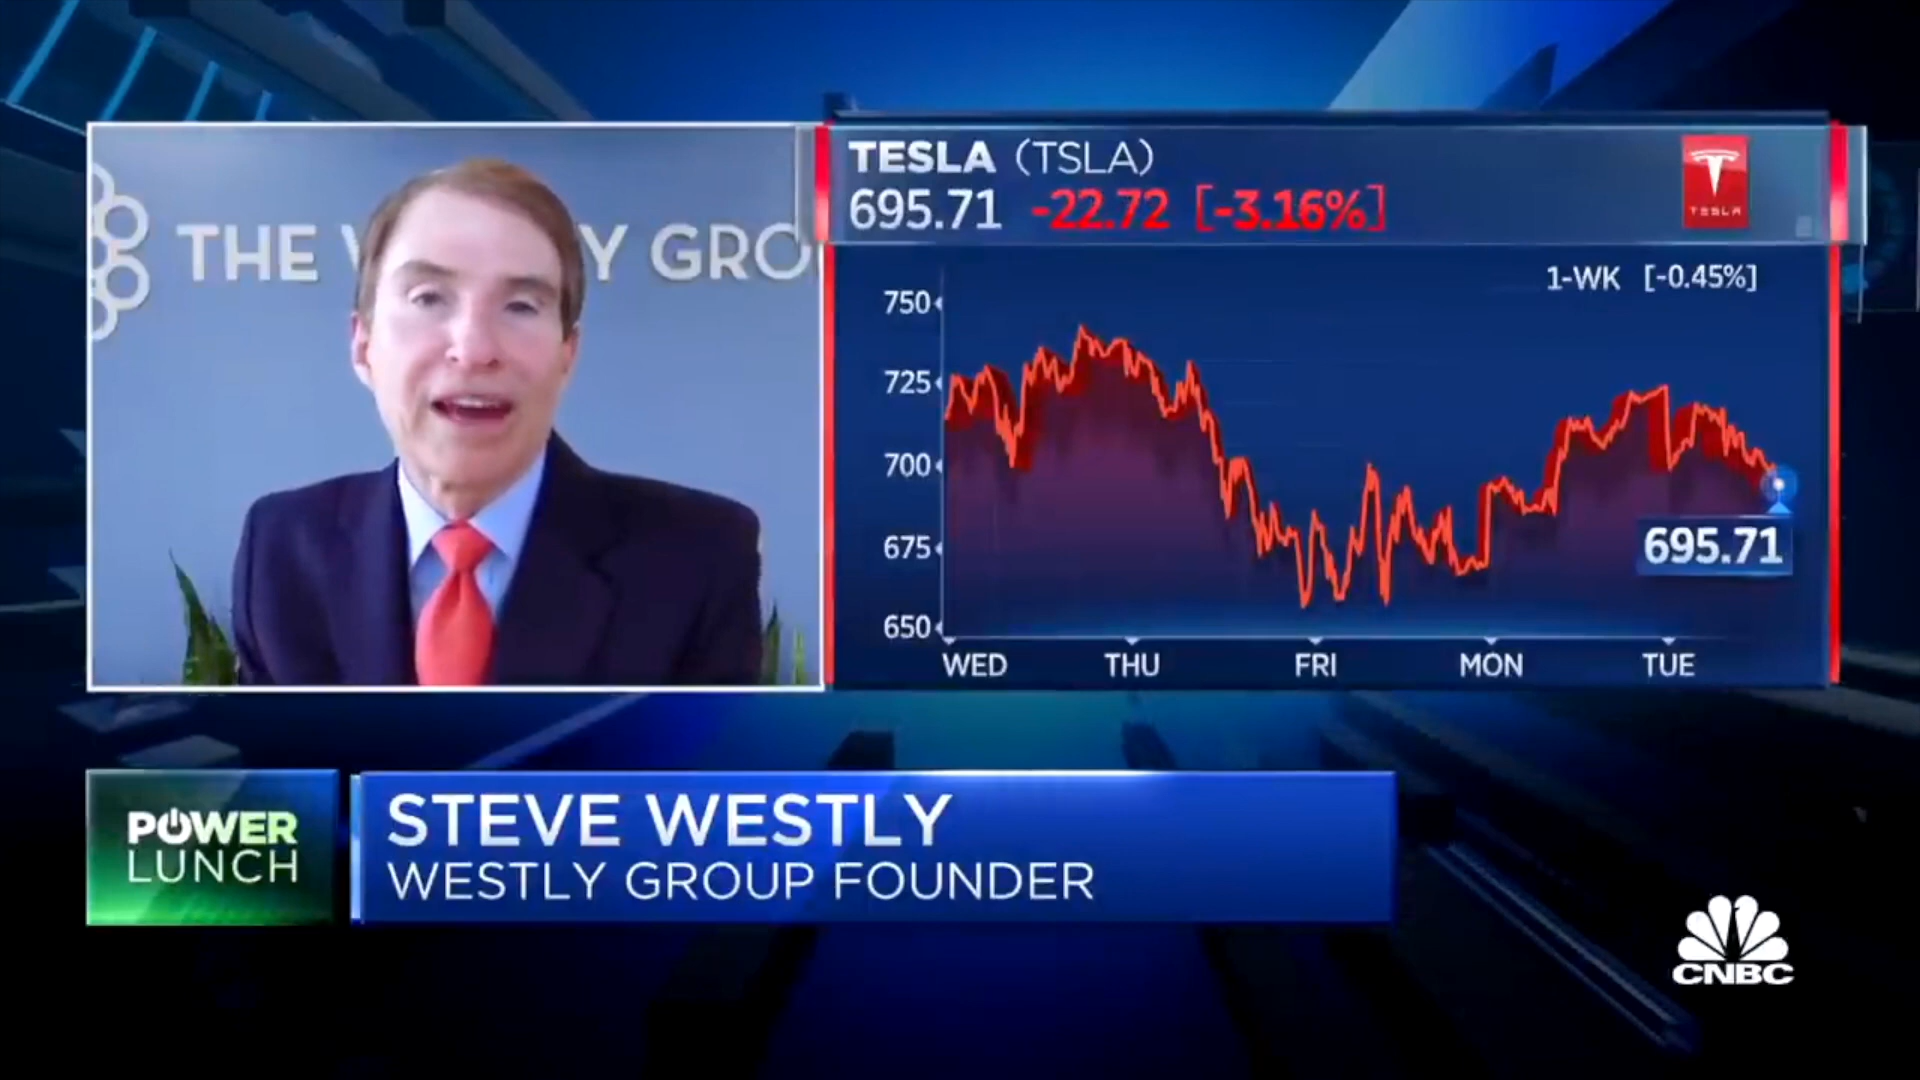 THE W Y GRO
TESLA (TSLA)
695.71 -22.72 [-3.16%]
TESLA
1-WK [-0.45%]
750
725
700
675
650
695.71
WED THU FRI MON TUE
POWER
LUNCH
STEVE WESTLY
WESTLY GROUP FOUNDER
CNBC